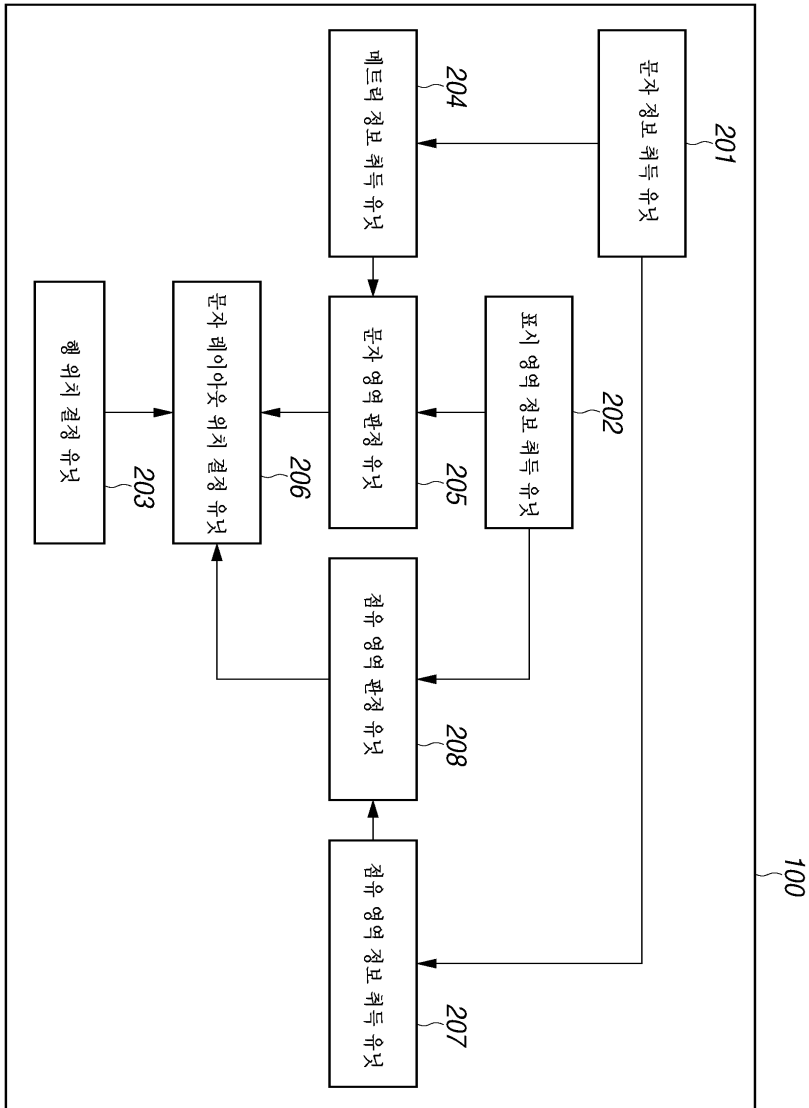 100
201
문자 정보 취득 유닛
202
표시 영역 정보 취득 유닛
204
메트릭 정보 취득 유닛
205
문자 영역 판정 유닛
208
점유 영역 판정 유닛
207
점유 영역 정보 취득 유닛
206
문자 레이아웃 위치 결정 유닛
203
행 위치 결정 유닛